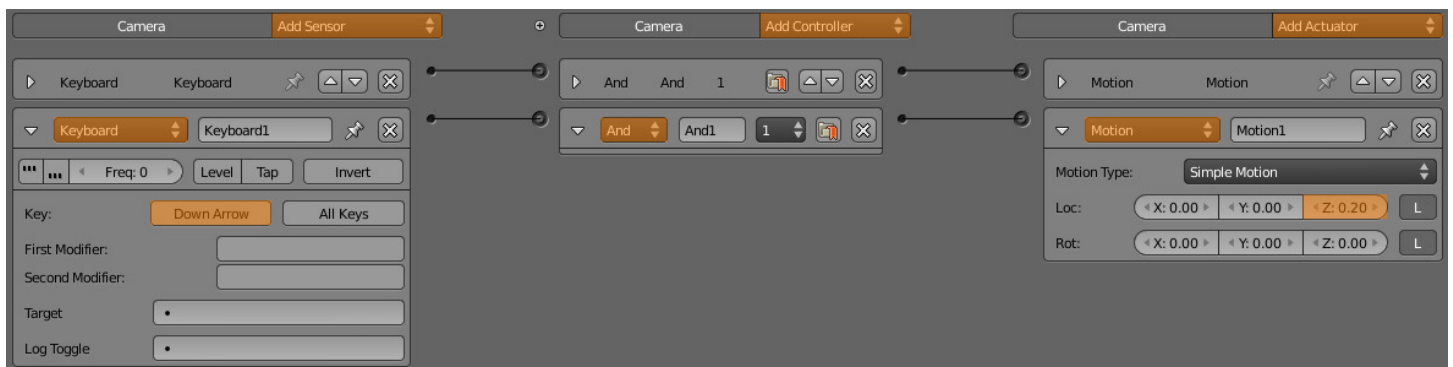 Camera Add Sensor Camera Add Controller Camera Add Actuator
Keyboard Keyboard And And 1 Motion Motion
Keyboard Keyboard1 And And1 1 Motion Motion1
Freq: 0 Level Tap Invert Motion Type: Simple Motion
Key: Down Arrow All Keys Loc: X: 0.00 Y: 0.00 Z: 0.20 L
First Modifier: Rot: X: 0.00 Y: 0.00 Z: 0.00 L
Second Modifier:
Target
Log Toggle